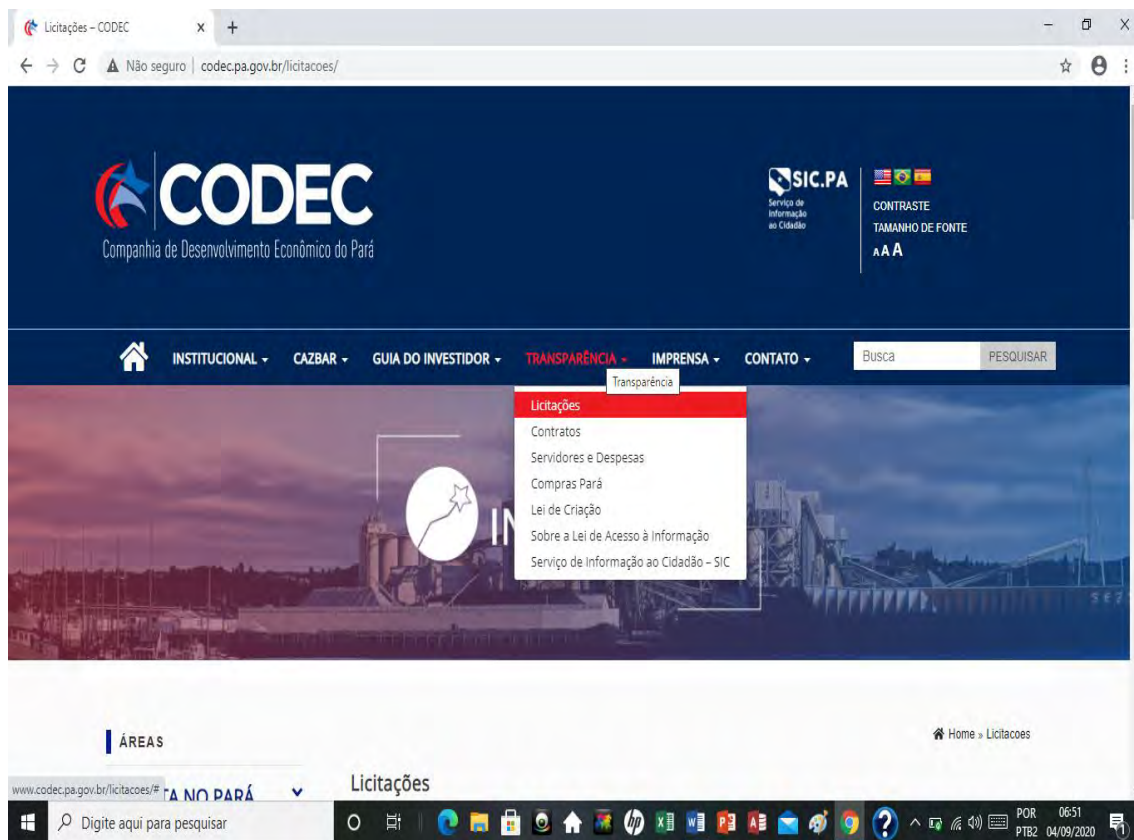 Licitações – CODEC
Não seguro | codec.pa.gov.br/licitacoes/
CODEC
Companhia de Desenvolvimento Econômico do Pará
SIC.PA
Serviço de
Informação
ao Cidadão
CONTRASTE
TAMANHO DE FONTE
A A A
INSTITUCIONAL
CAZBAR
GUIA DO INVESTIDOR
TRANSPARÊNCIA
IMPRENSA
CONTATO
Busca
PESQUISAR
Transparência
Licitações
Contratos
Servidores e Despesas
Compras Pará
Lei de Criação
Sobre a Lei de Acesso à Informação
Serviço de Informação ao Cidadão – SIC
ÁREAS
Home » Licitacoes
NO PARÁ
Licitações
www.codec.pa.gov.br/licitacoes/#
Digite aqui para pesquisar
hp
POR
PTB2
06:51
04/09/2020